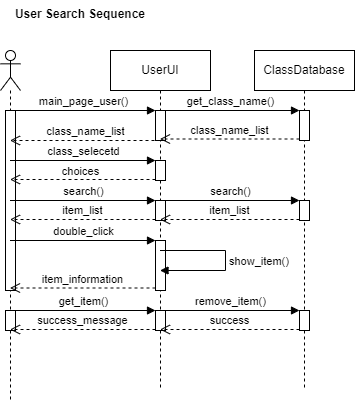 User Search Sequence
UserUI
ClassDatabase
main_page_user()
get_class_name()
class_name_list
class_name_list
class_selecetd
choices
search()
search()
item_list
item_list
double_click
show_item()
item_information
get_item()
remove_item()
success_message
success